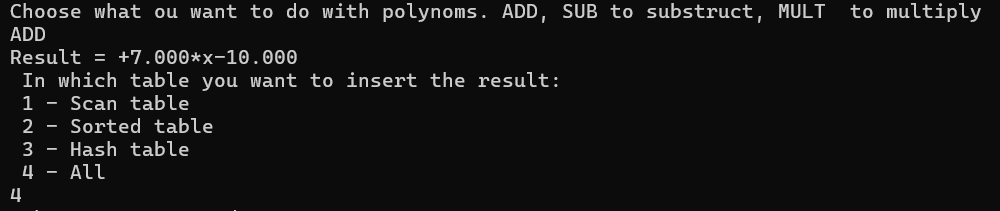 Choose what ou want to do with polynoms. ADD, SUB to substruct, MULT  to multiply
ADD
Result = +7.000*x-10.000
 In which table you want to insert the result:
 1 - Scan table
 2 - Sorted table
 3 - Hash table
 4 - All
4